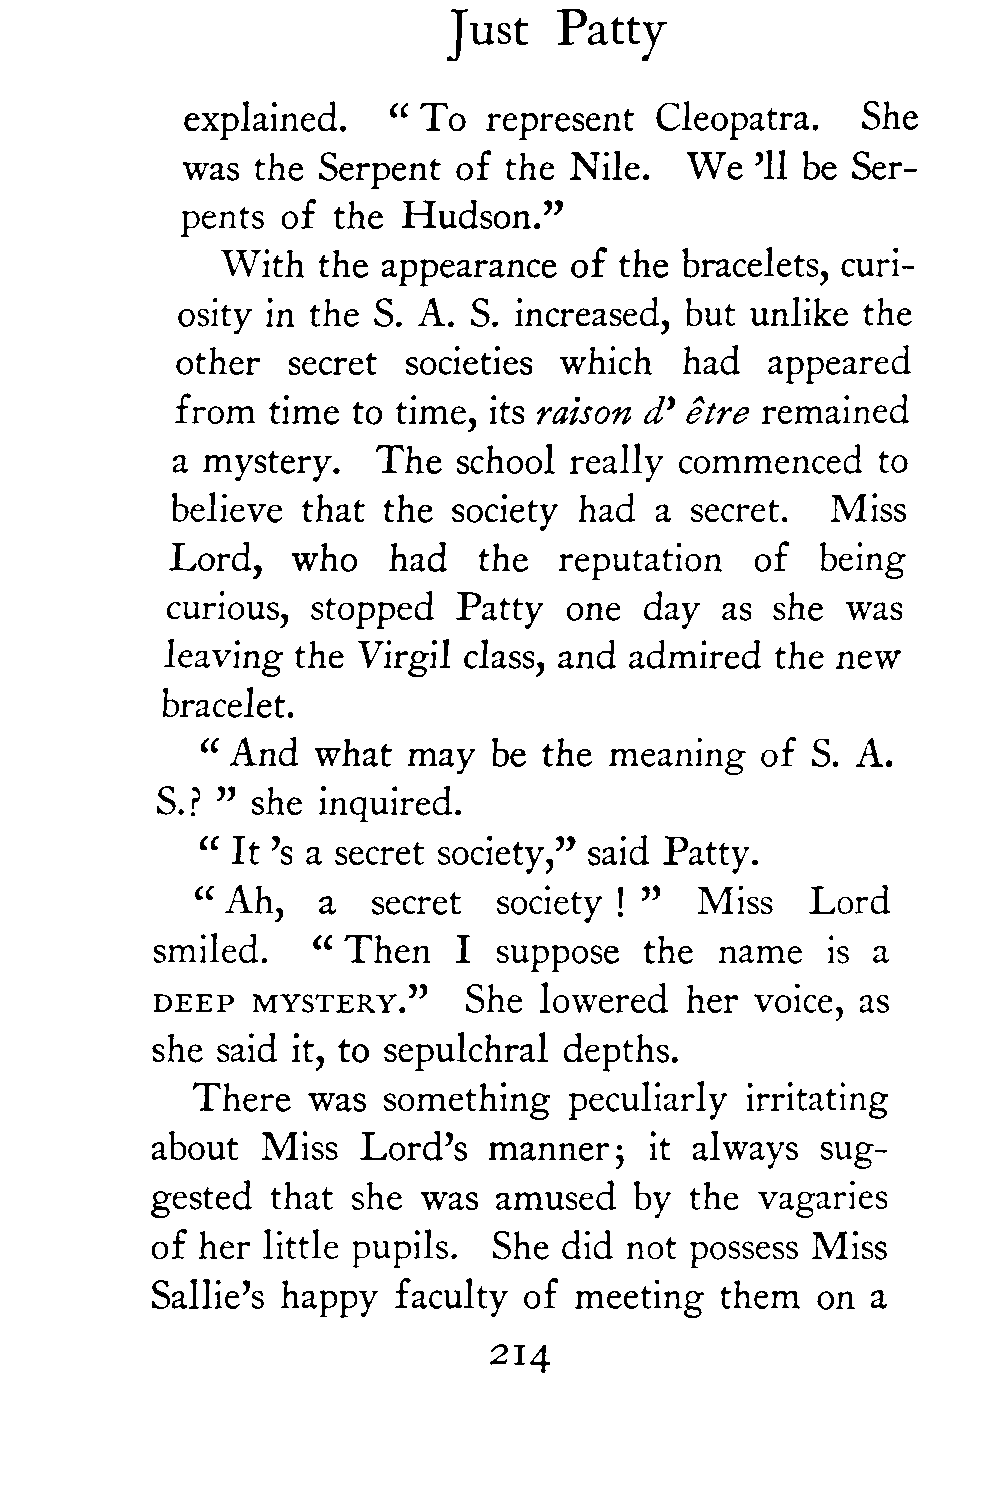 Just Patty
explained. “ To represent Cleopatra. She
was the Serpent of the Nile. We ’ll be Ser-
pents of the Hudson.”
With the appearance of the bracelets, curi-
osity in the S. A. S. increased, but unlike the
other secret societies which had appeared
from time to time, its raison d’ être remained
a mystery. The school really commenced to
believe that the society had a secret. Miss
Lord, who had the reputation of being
curious, stopped Patty one day as she was
leaving the Virgil class, and admired the new
bracelet.
“ And what may be the meaning of S. A.
S.? ” she inquired.
“ It ’s a secret society,” said Patty.
“ Ah, a secret society ! ” Miss Lord
smiled. “ Then I suppose the name is a
DEEP MYSTERY.” She lowered her voice, as
she said it, to sepulchral depths.
There was something peculiarly irritating
about Miss Lord’s manner; it always sug-
gested that she was amused by the vagaries
of her little pupils. She did not possess Miss
Sallie’s happy faculty of meeting them on a
214